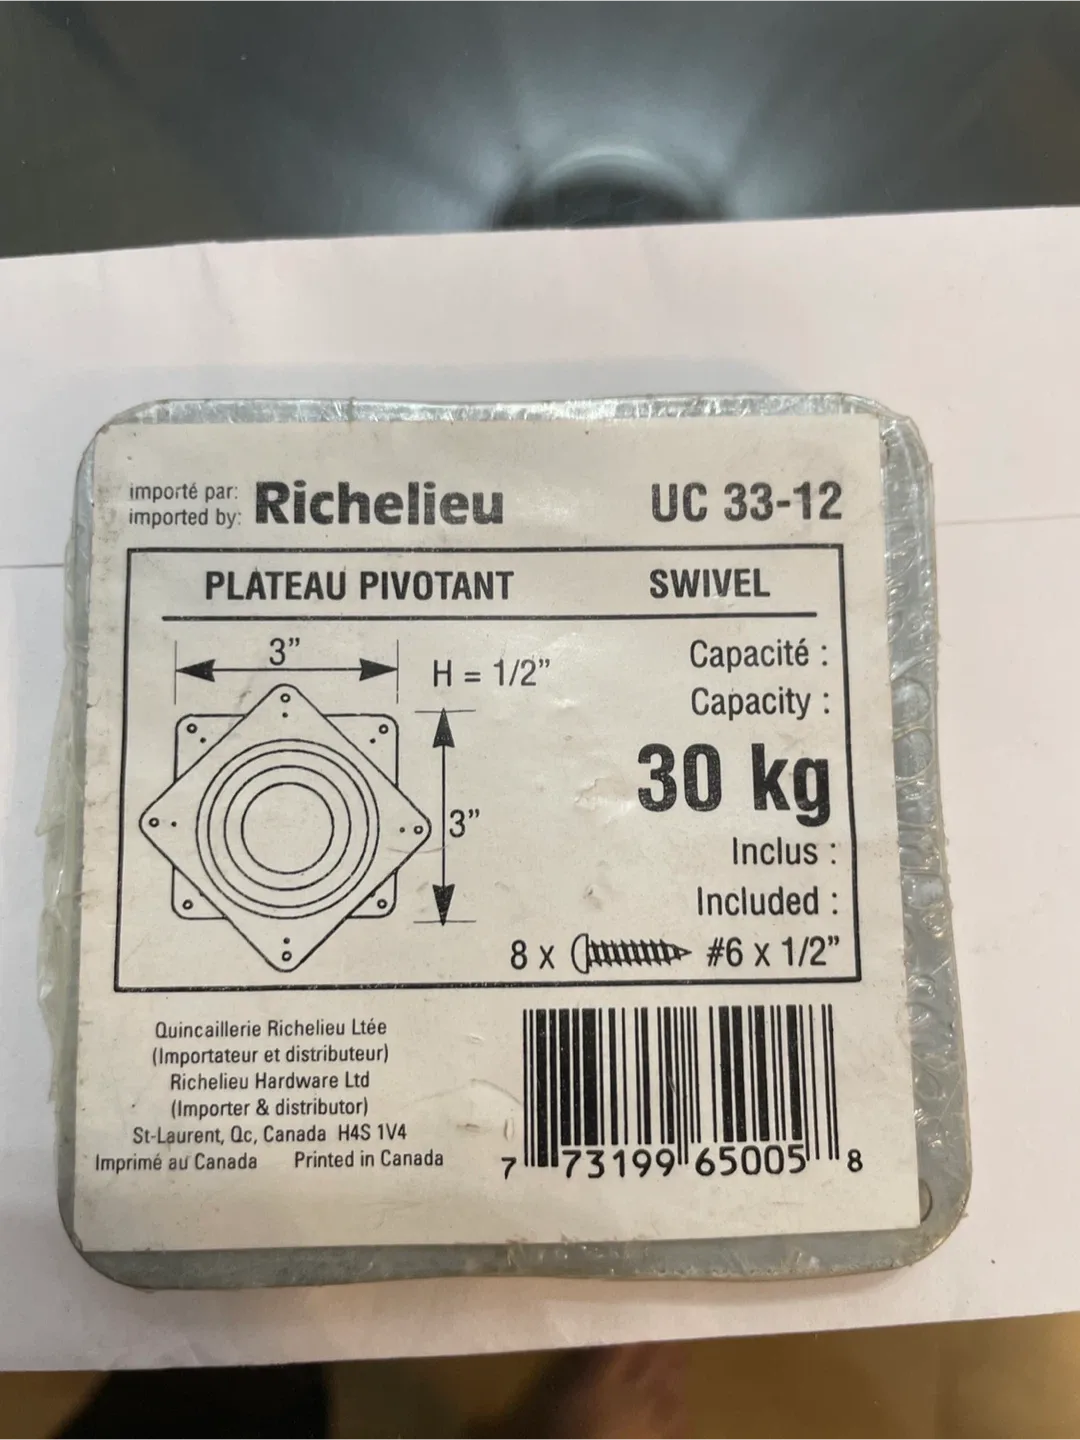 importé par:
imported by:
Richelieu
UC 33-12
PLATEAU PIVOTANT
SWIVEL
3”
H = 1/2”
3”
Capacité :
Capacity :
30 kg
Inclus :
Included :
8 x #6 x 1/2”
Quincaillerie Richelieu Ltée
(Importateur et distributeur)
Richelieu Hardware Ltd
(Importer & distributor)
St-Laurent, Qc, Canada H4S 1V4
Imprimé au Canada Printed in Canada
7 73199 65005 8